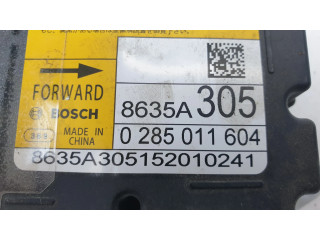 FORWARD
8635A 305
BOSCH
MADE IN
CHINA
0 285 011 604
8635A305152010241